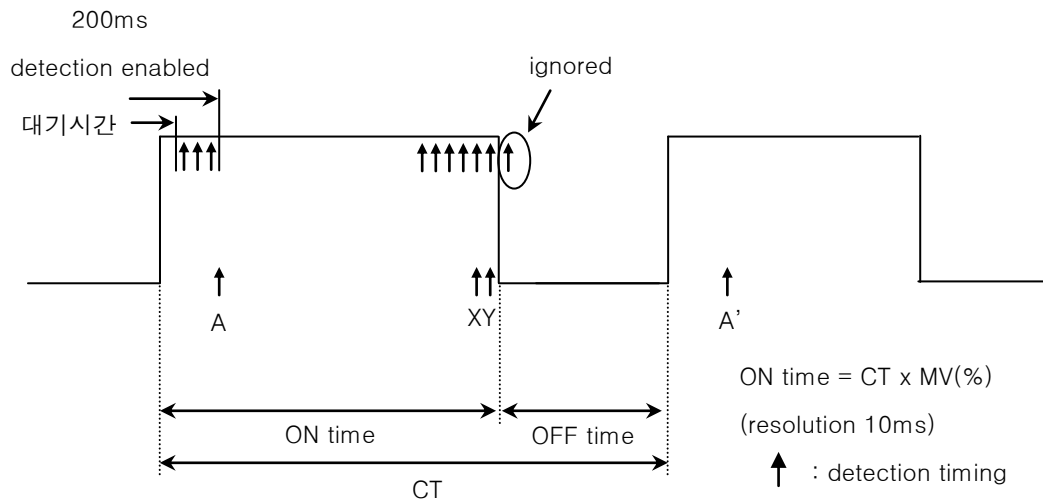 200ms
detection enabled
대기시간
ignored
A
XY
A'
ON time = CT x MV(%)
(resolution 10ms)
ON time
OFF time
: detection timing
CT